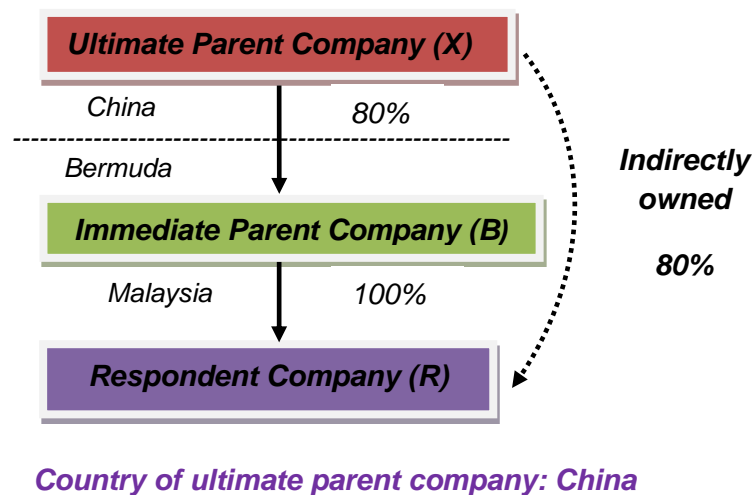 Ultimate Parent Company (X)
China
80%
Bermuda
Indirectly
owned
80%
Immediate Parent Company (B)
Malaysia
100%
Respondent Company (R)
Country of ultimate parent company: China